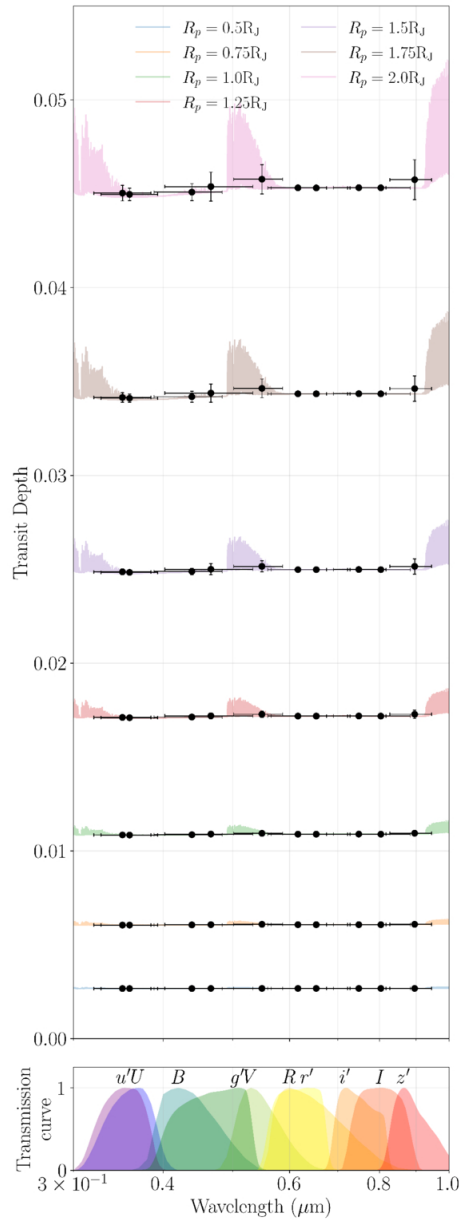 R_p = 0.5R_J
R_p = 0.75R_J
R_p = 1.0R_J
R_p = 1.25R_J
R_p = 1.5R_J
R_p = 1.75R_J
R_p = 2.0R_J
Transit Depth
0.05
0.04
0.03
0.02
0.01
0.00
u′ U B g′ V R r′ i′ I z′
Transmission
curve
1
0
3 × 10⁻¹ 0.4 0.6 0.8 1.0
Wavelength (μm)